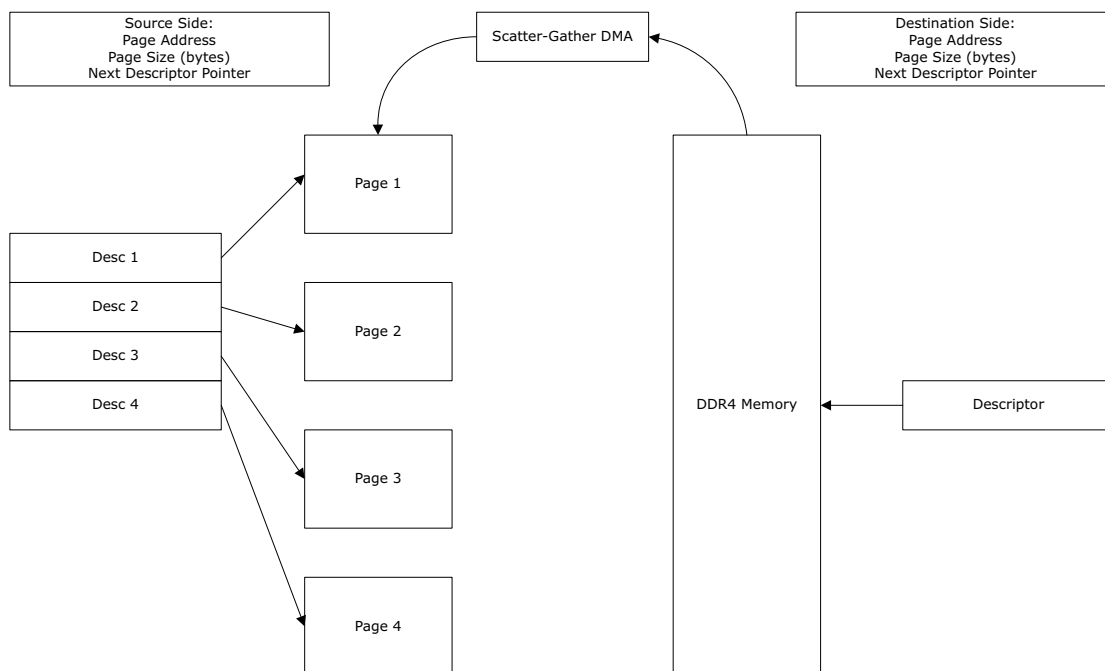 Source Side:
Page Address
Page Size (bytes)
Next Descriptor Pointer
Scatter-Gather DMA
Destination Side:
Page Address
Page Size (bytes)
Next Descriptor Pointer
Page 1
Desc 1
Desc 2
Page 2
Desc 3
Desc 4
DDR4 Memory
Descriptor
Page 3
Page 4